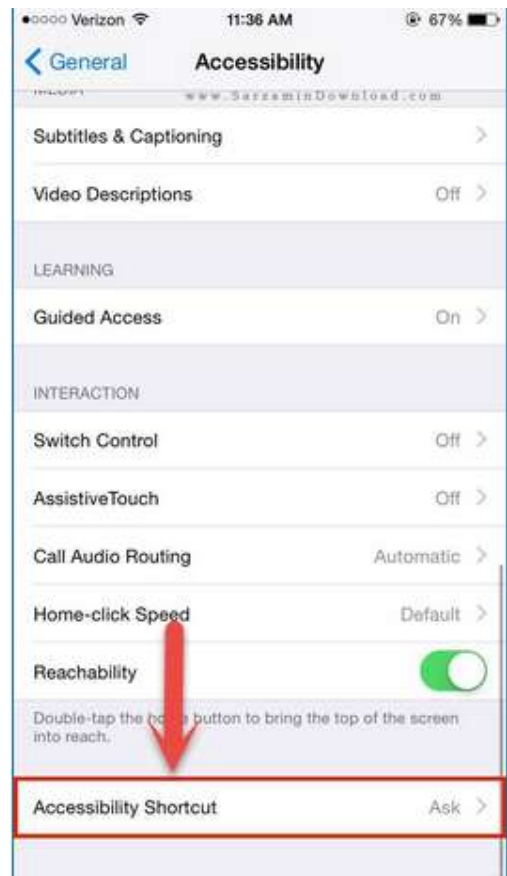 Verizon 11:36 AM 67%
General Accessibility
MEDIA www.SarzaminDownload.com
Subtitles & Captioning
Video Descriptions Off
LEARNING
Guided Access On
INTERACTION
Switch Control Off
AssistiveTouch Off
Call Audio Routing Automatic
Home-click Speed Default
Reachability
Double-tap the home button to bring the top of the screen
into reach.
Accessibility Shortcut Ask